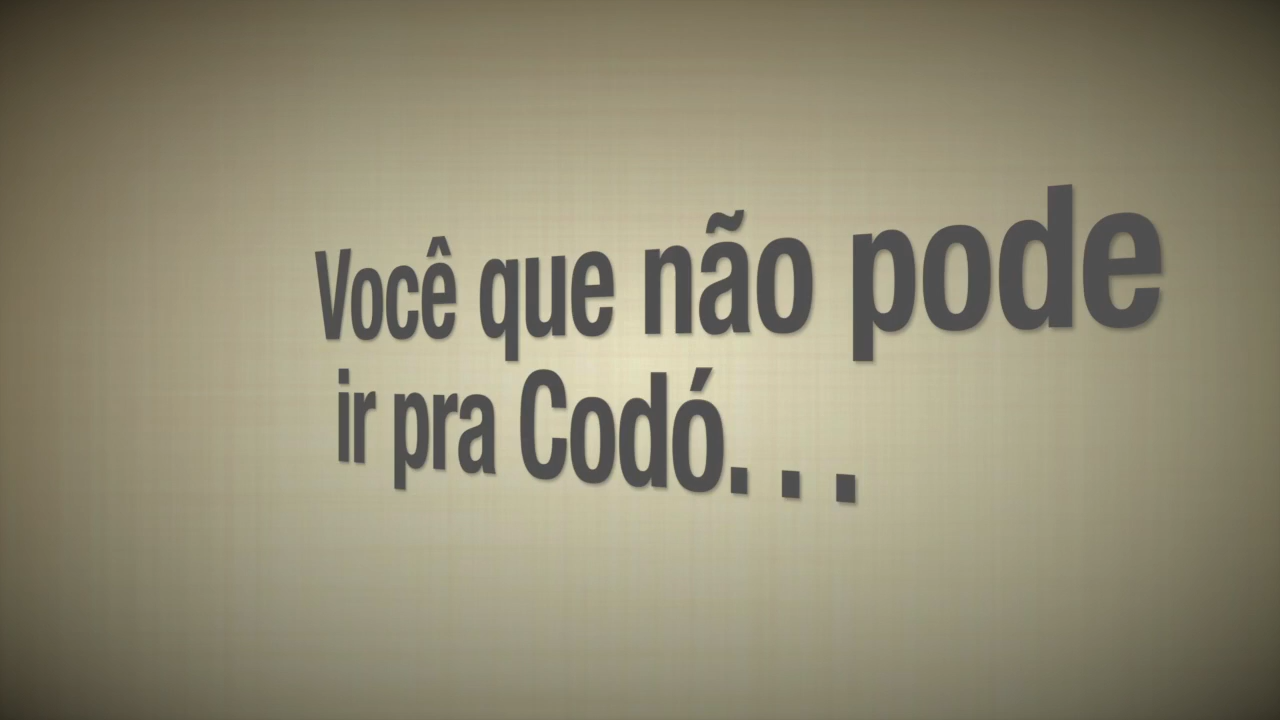 Você que não pode
ir pra Codó. . .